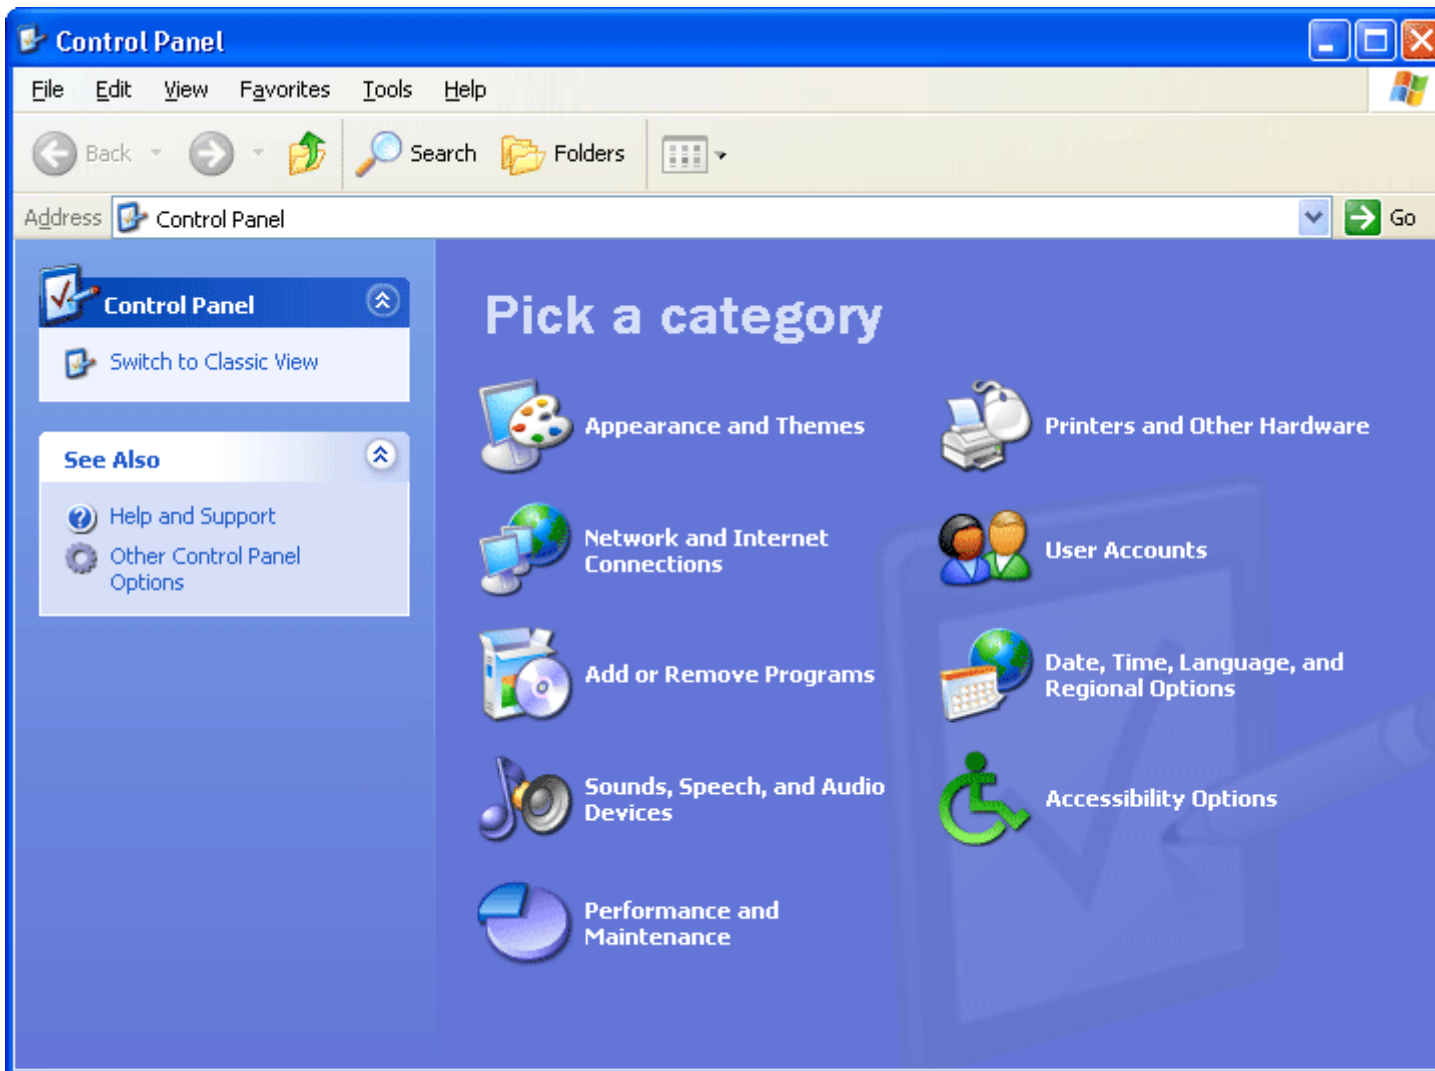 Control Panel
File Edit View Favorites Tools Help
Back Search Folders
Address Control Panel Go
Control Panel
Switch to Classic View
See Also
Help and Support
Other Control Panel
Options
Pick a category
Appearance and Themes
Printers and Other Hardware
Network and Internet
Connections
User Accounts
Add or Remove Programs
Date, Time, Language, and
Regional Options
Sounds, Speech, and Audio
Devices
Accessibility Options
Performance and
Maintenance